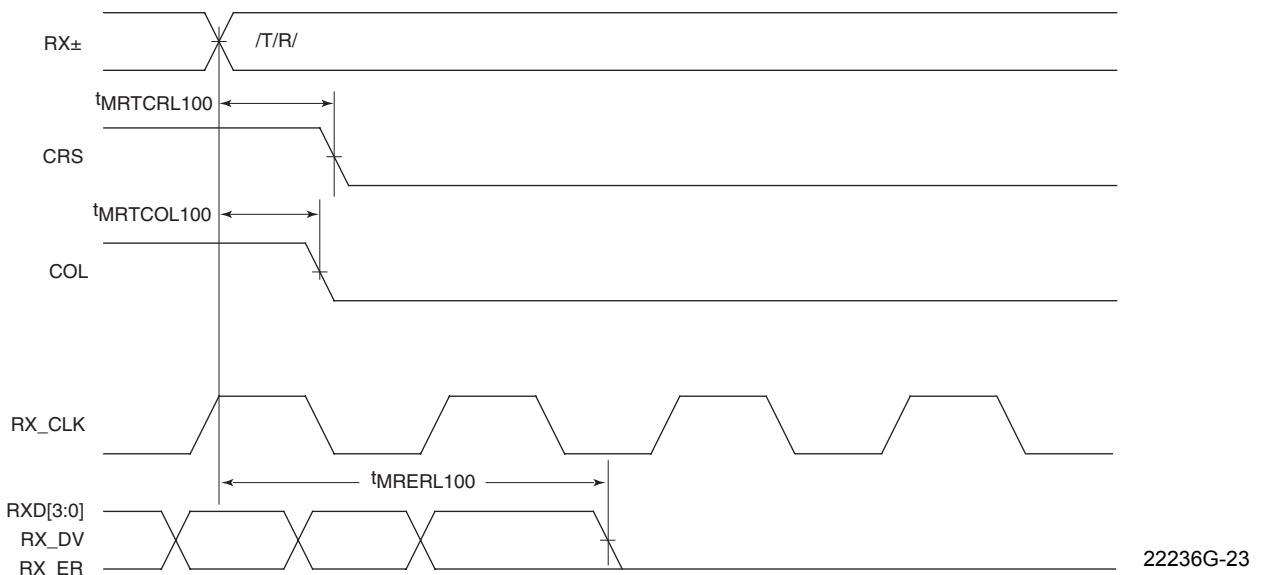 RX±
/T/R/
tMRTCRL100
CRS
tMRTCOL100
COL
RX_CLK
tMRERL100
RXD[3:0]
RX_DV
RX_ER
22236G-23